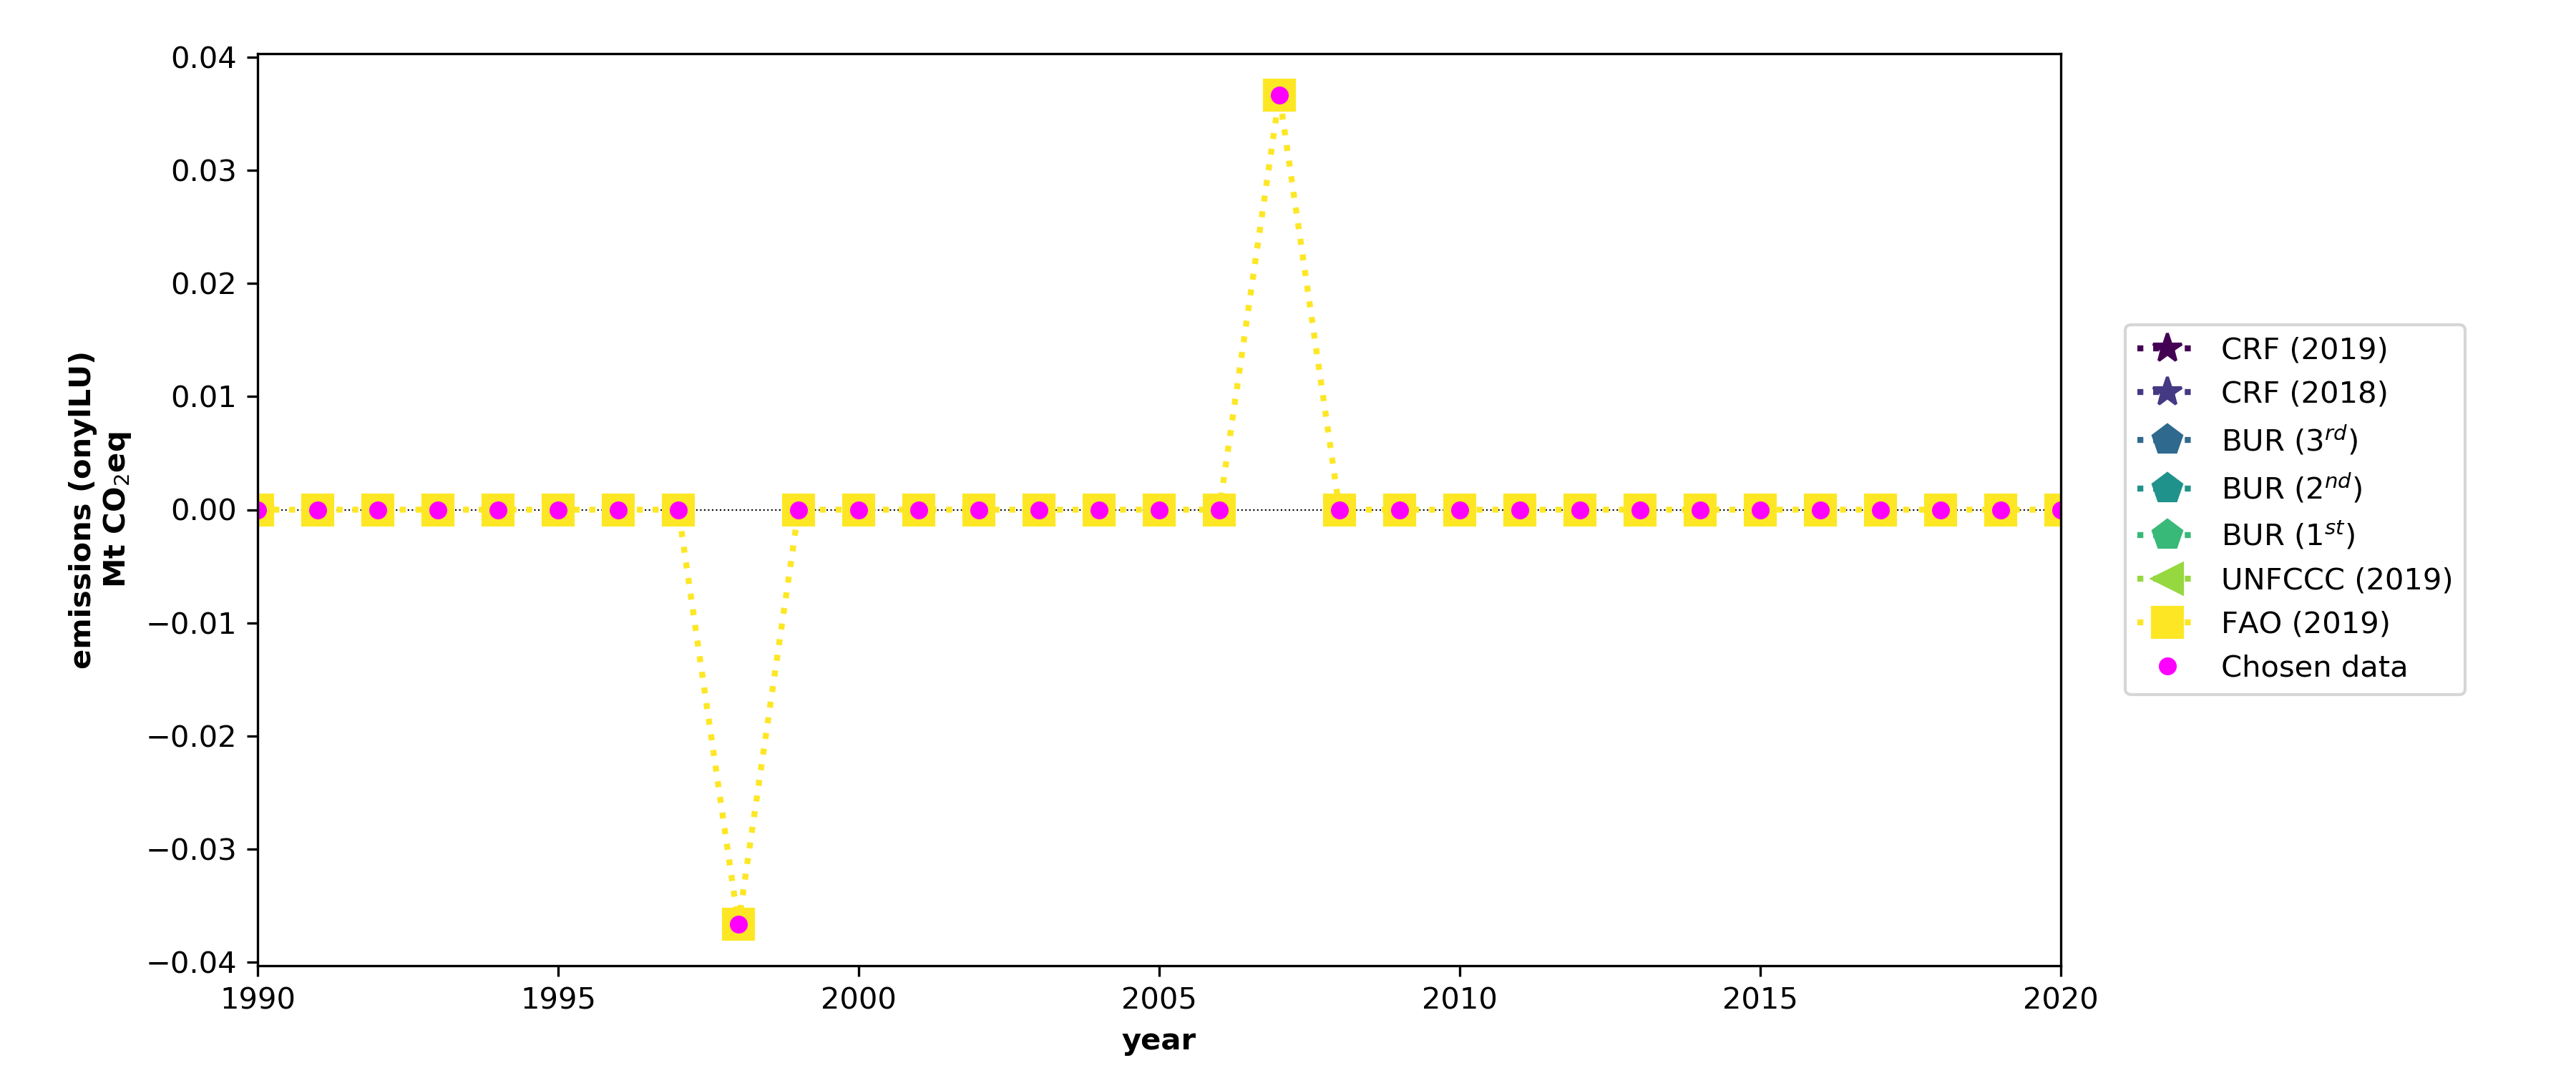 0.04
0.03
0.02
0.01
0.00
−0.01
−0.02
−0.03
−0.04
emissions (onylLU)
Mt CO₂eq
1990 1995 2000 2005 2010 2015 2020
year
CRF (2019)
CRF (2018)
BUR (3ʳᵈ)
BUR (2ⁿᵈ)
BUR (1ˢᵗ)
UNFCCC (2019)
FAO (2019)
Chosen data